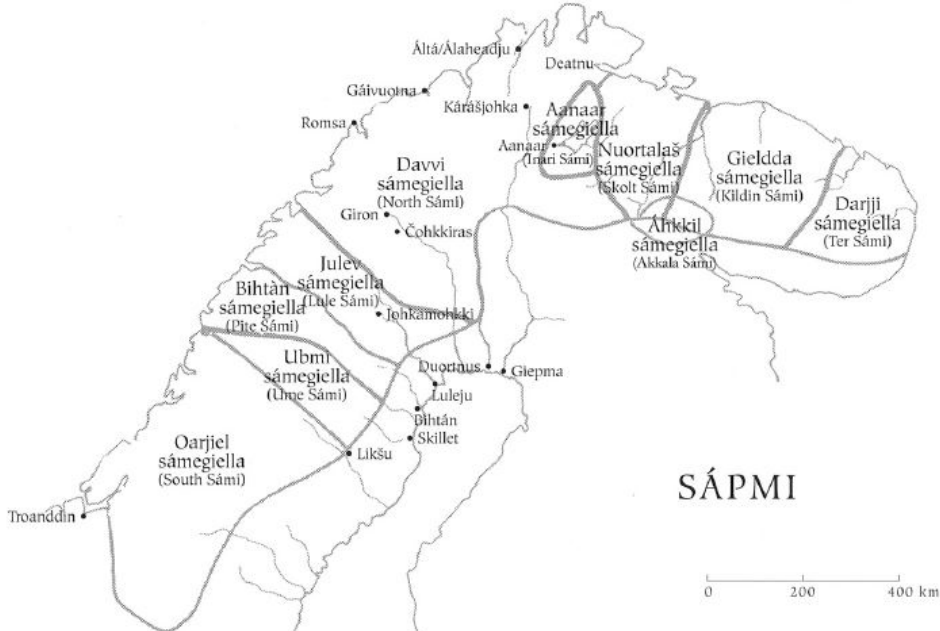 Áltá/Álaheadju
Deatnu
Gáivuotna
Kárášjohka
Romsa
Aanaar
sámegiella
(Inari Sámi)
Aanaar
Davvi
sámegiella
(North Sámi)
Nuortalaš
sámegiella
(Skolt Sámi)
Gieldda
sámegiella
(Kildin Sámi)
Darjji
sámegiella
(Ter Sámi)
Giron
Čohkkiras
Áhkkil
sámegiella
(Akkala Sámi)
Julev
sámegiella
(Lule Sámi)
Bihtàn
sámegiella
(Pite Sámi)
Johkamohkki
Ubmi
sámegiella
(Ume Sámi)
Duortnus
Giepma
Luleju
Bihtán
Skillet
Likšu
Oarjiel
sámegiella
(South Sámi)
Troanddin
SÁPMI
0 200 400 km